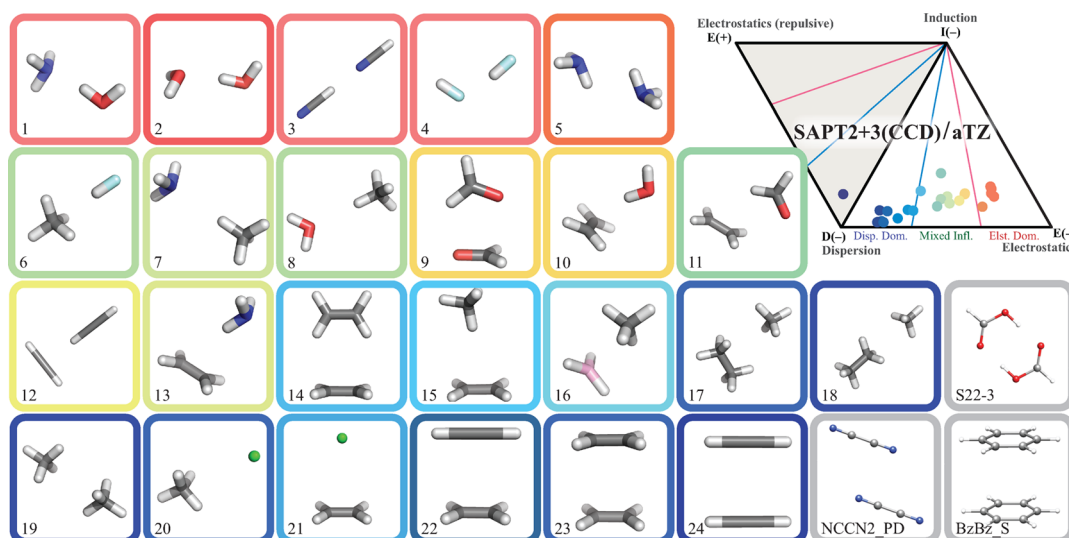 Electrostatics (repulsive)
E(+)
Induction
I(−)
SAPT2+3(CCD)/aTZ
D(−)
E(−
Disp. Dom.
Mixed Infl.
Elst. Dom.
Dispersion
Electrostatic
1
2
3
4
5
6
7
8
9
10
11
12
13
14
15
16
17
18
S22-3
19
20
21
22
23
24
NCCN2_PD
BzBz_S